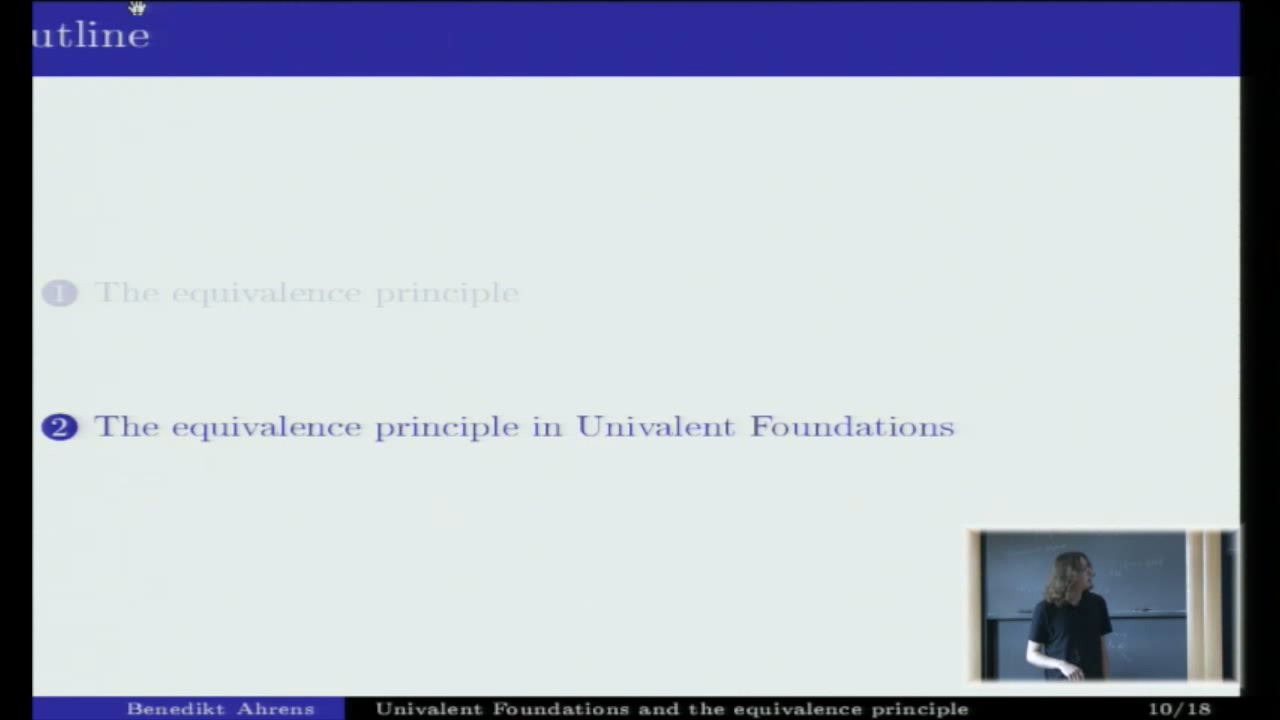 utline
1 The equivalence principle
2 The equivalence principle in Univalent Foundations
Benedikt Ahrens Univalent Foundations and the equivalence principle 10/18